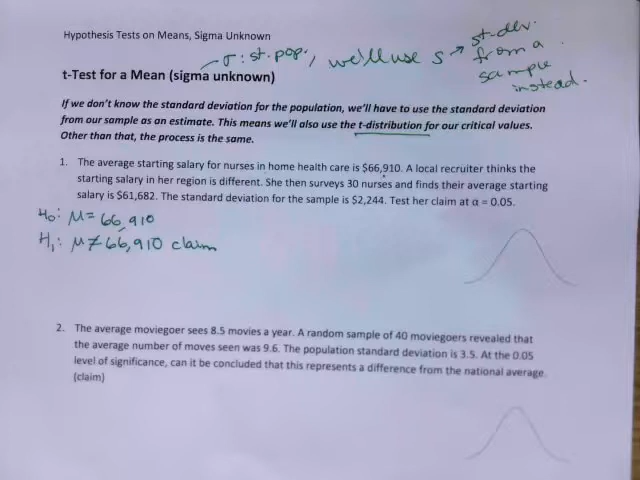 Hypothesis Tests on Means, Sigma Unknown
σ: st. pop., we'll use s → st. dev. from a sample instead.
t-Test for a Mean (sigma unknown)
If we don't know the standard deviation for the population, we'll have to use the standard deviation
from our sample as an estimate. This means we'll also use the t-distribution for our critical values.
Other than that, the process is the same.
1. The average starting salary for nurses in home health care is $66,910. A local recruiter thinks the
starting salary in her region is different. She then surveys 30 nurses and finds their average starting
salary is $61,682. The standard deviation for the sample is $2,244. Test her claim at α = 0.05.
H₀: μ = 66,910
H₁: μ ≠ 66,910 claim
2. The average moviegoer sees 8.5 movies a year. A random sample of 40 moviegoers revealed that
the average number of moves seen was 9.6. The population standard deviation is 3.5. At the 0.05
level of significance, can it be concluded that this represents a difference from the national average.
(claim)